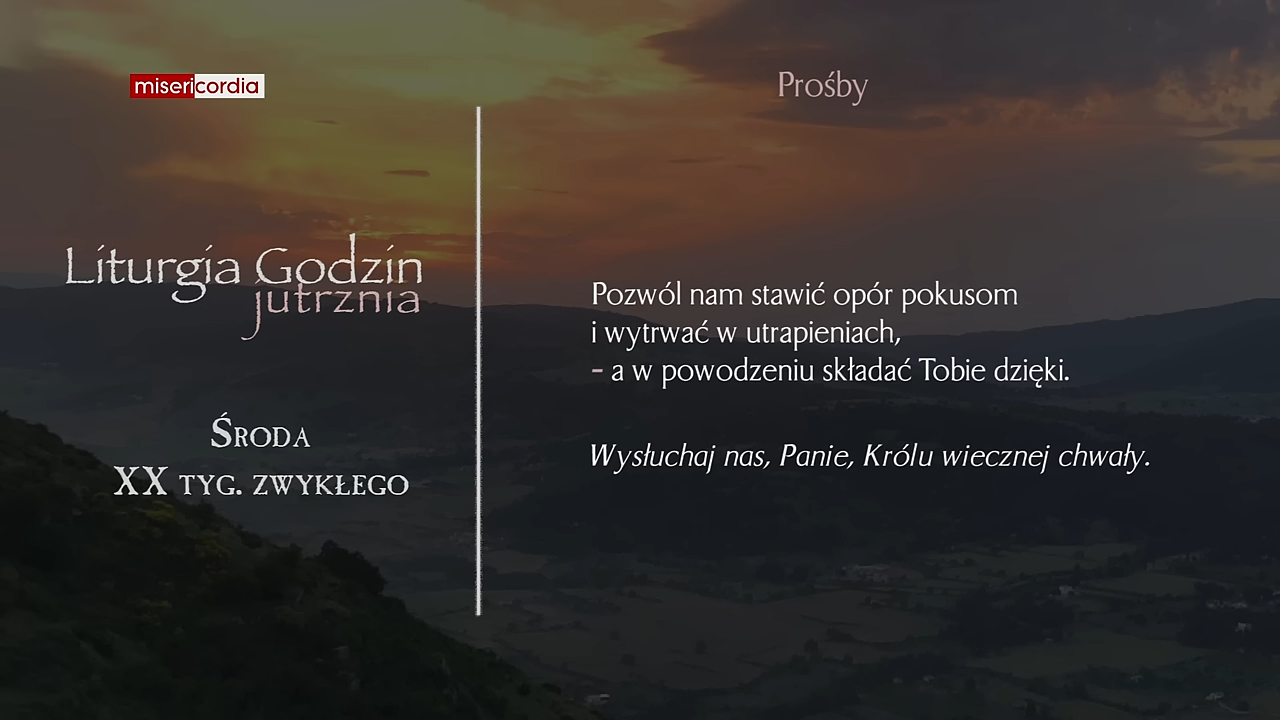 misericordia
Liturgia Godzin
jutrznia
Środa
XX tyg. zwykłego
Prośby
Pozwól nam stawić opór pokusom
i wytrwać w utrapieniach,
- a w powodzeniu składać Tobie dzięki.
Wysłuchaj nas, Panie, Królu wiecznej chwały.